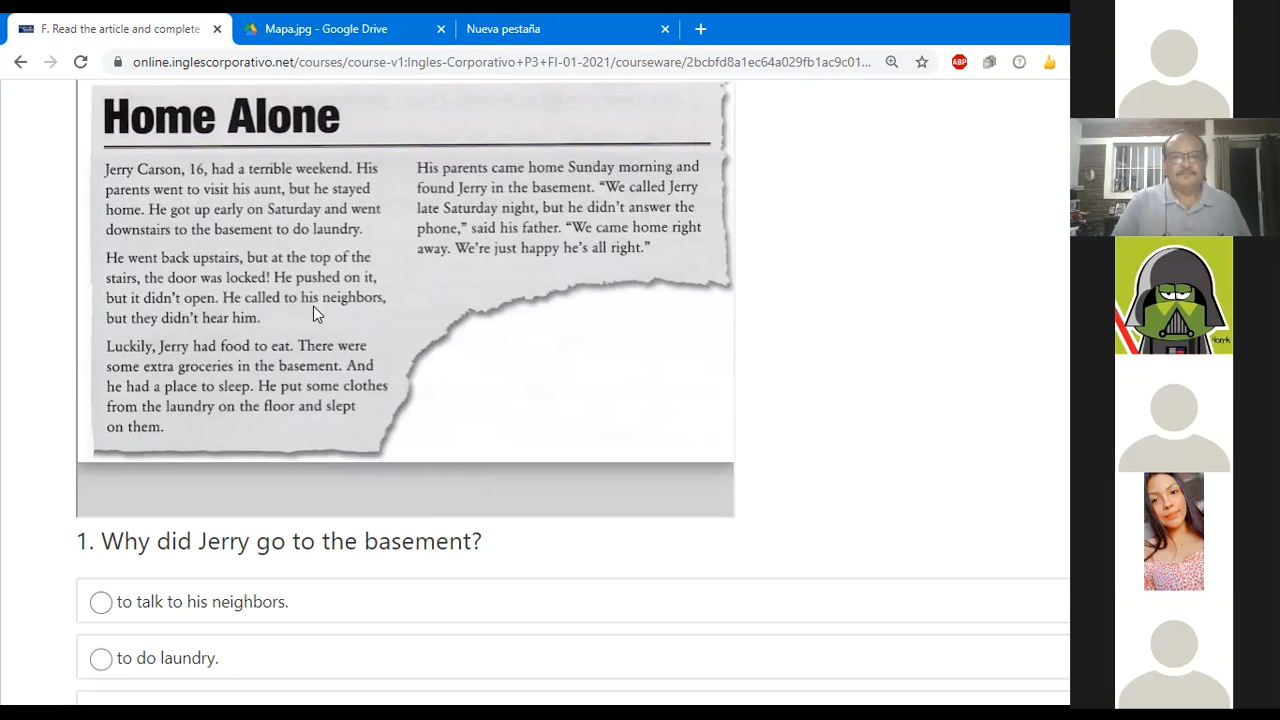 F. Read the article and complete
Mapa.jpg - Google Drive
Nueva pestaña
online.inglescorporativo.net/courses/course-v1:Ingles-Corporativo+P3+FI-01-2021/courseware/2bcbfd8a1ec64a029fb1ac9c01...
ABP
Home Alone
Jerry Carson, 16, had a terrible weekend. His
parents went to visit his aunt, but he stayed
home. He got up early on Saturday and went
downstairs to the basement to do laundry.
He went back upstairs, but at the top of the
stairs, the door was locked! He pushed on it,
but it didn't open. He called to his neighbors,
but they didn't hear him.
Luckily, Jerry had food to eat. There were
some extra groceries in the basement. And
he had a place to sleep. He put some clothes
from the laundry on the floor and slept
on them.
His parents came home Sunday morning and
found Jerry in the basement. “We called Jerry
late Saturday night, but he didn't answer the
phone,” said his father. “We came home right
away. We're just happy he's all right.”
1. Why did Jerry go to the basement?
to talk to his neighbors.
to do laundry.